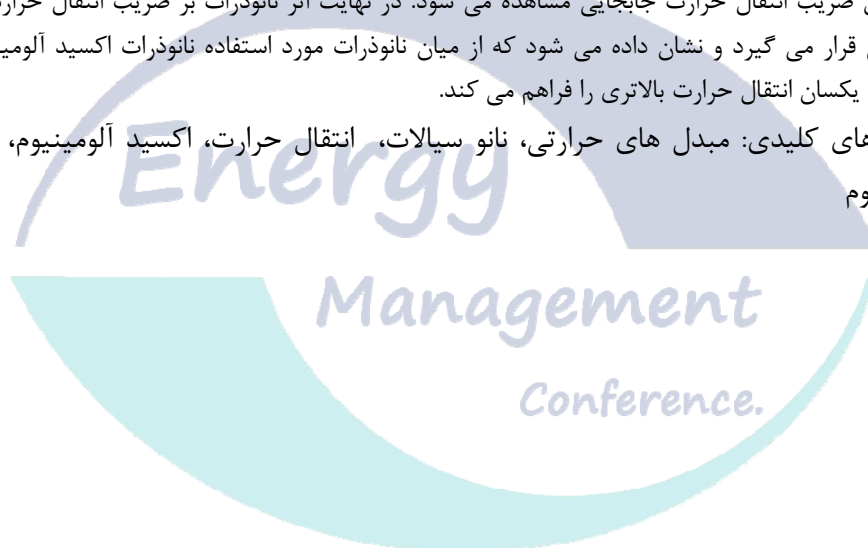 ضریب انتقال حرارت جابجایی مشاهده می شود. در نهایت اثر نانوذرات بر ضریب انتقال
قرار می گیرد و نشان داده می شود که از میان نانوذرات مورد استفاده نانوذرات اکسید
یکسان انتقال حرارت بالاتری را فراهم می کند.
های کلیدی: مبدل های حرارتی، نانو سیالات، انتقال حرارت، اکسید آلومینیوم،
وم
Energy
Management
Conference.